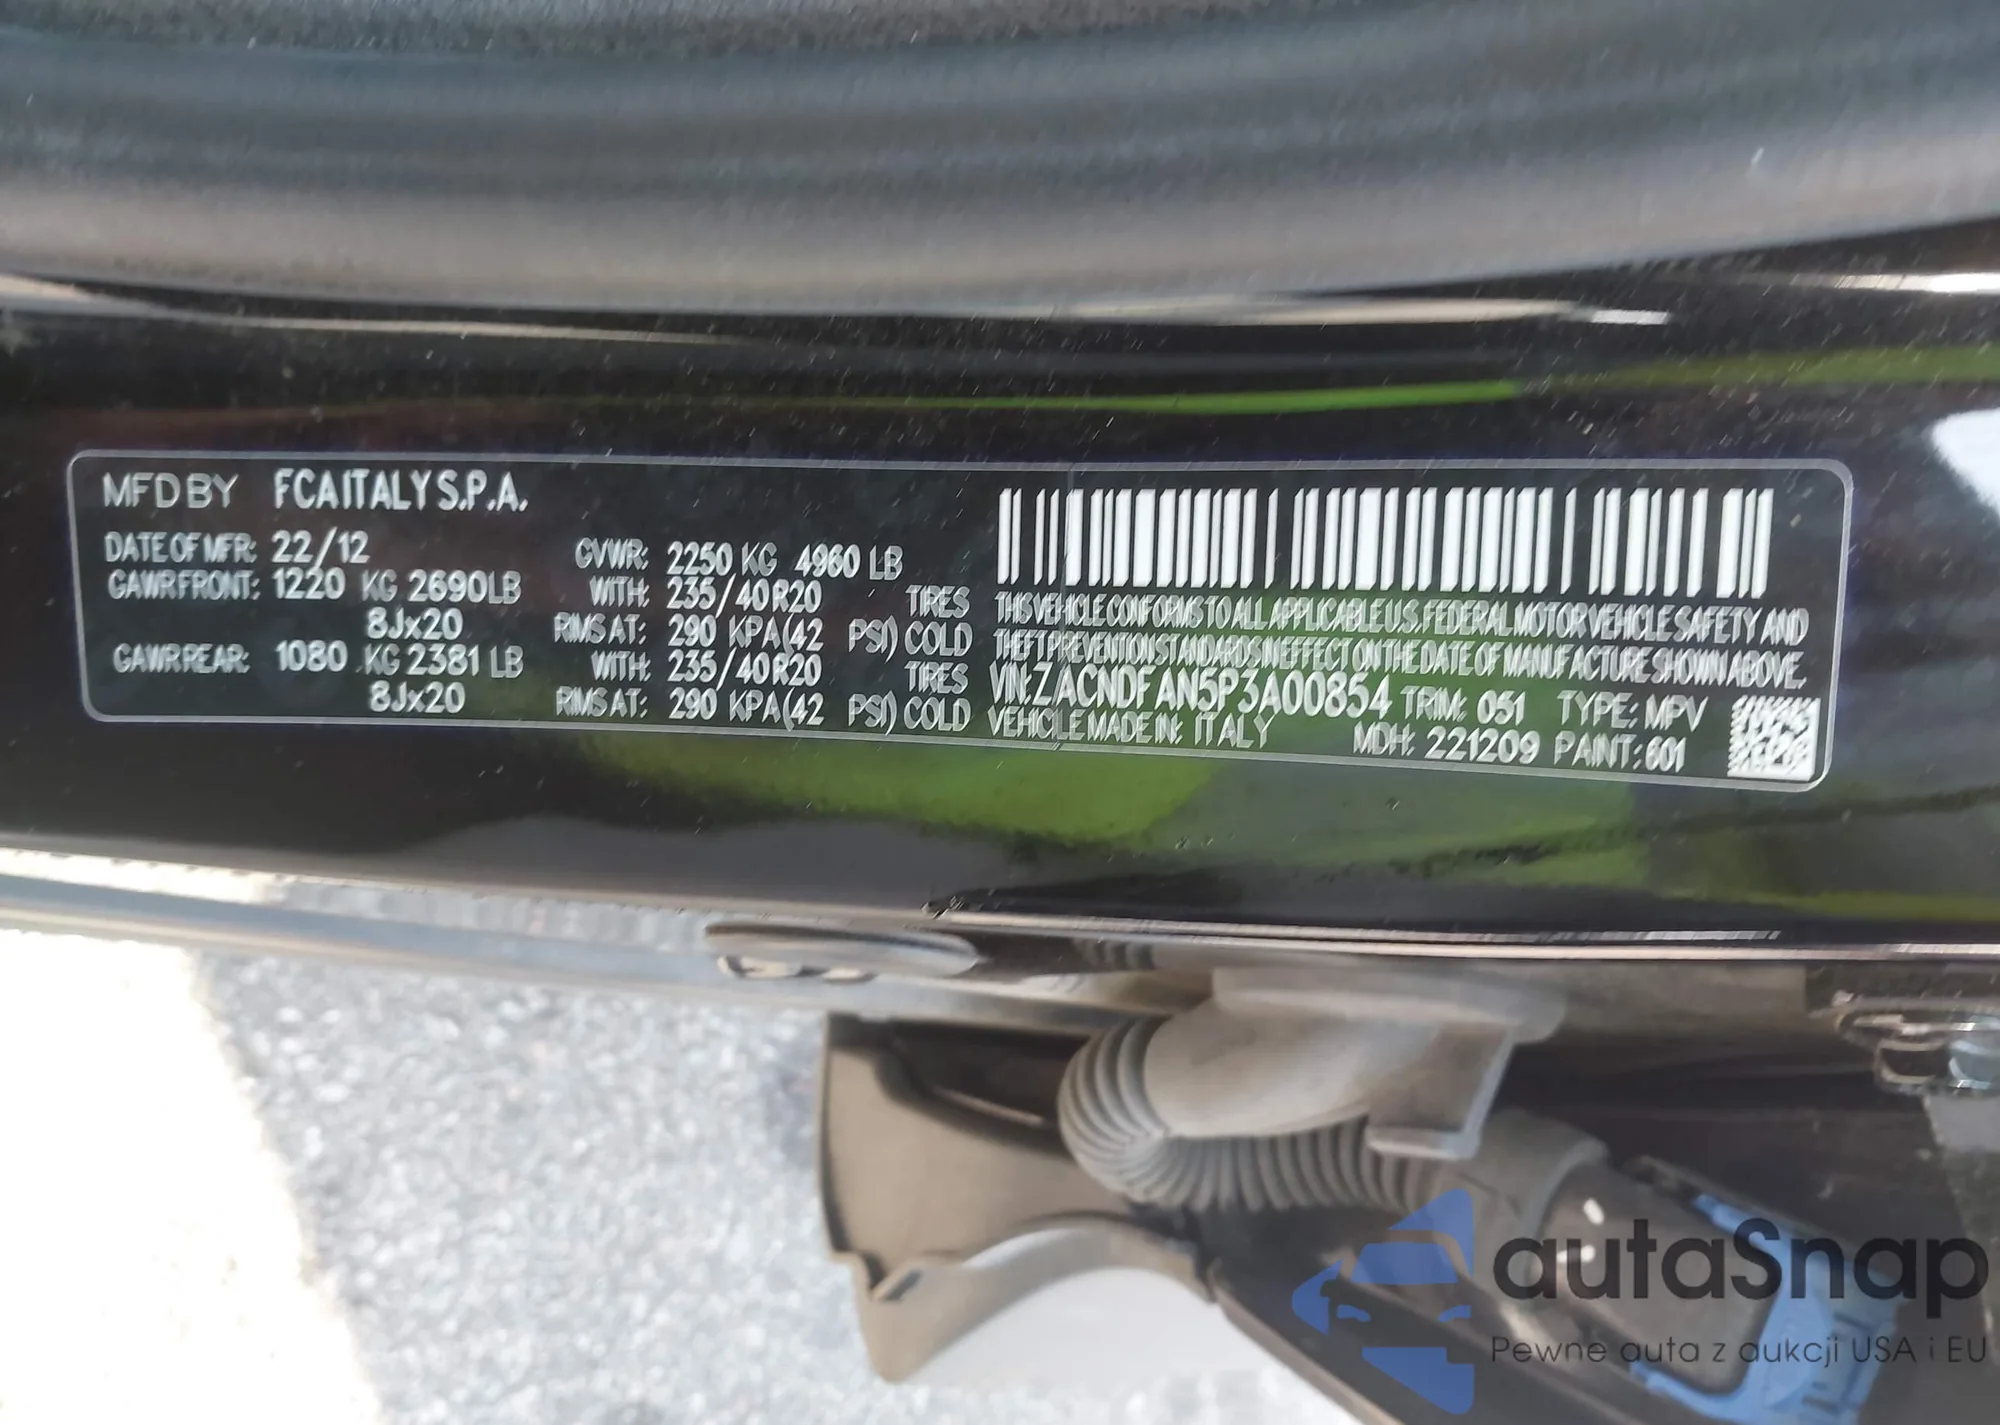 MFD BY FCA ITALY S.P.A.
DATE OF MFR: 22/12 GVWR: 2250 KG 4960 LB
GAWR FRONT: 1220 KG 2690 LB WITH: 235/40 R20 TIRES
8Jx20 RIMS AT: 290 KPA(42 PSI) COLD
GAWR REAR: 1080 KG 2381 LB WITH: 235/40 R20 TIRES
8Jx20 RIMS AT: 290 KPA(42 PSI) COLD
THIS VEHICLE CONFORMS TO ALL APPLICABLE U.S. FEDERAL MOTOR VEHICLE SAFETY AND
THEFT PREVENTION STANDARDS IN EFFECT ON THE DATE OF MANUFACTURE SHOWN ABOVE.
VIN: ZACNDFAN5P3A00854 TRIM: 051 TYPE: MPV
VEHICLE MADE IN: ITALY MDH: 221209 PAINT: 601
autaSnap
Pewne auta z aukcji USA i EU